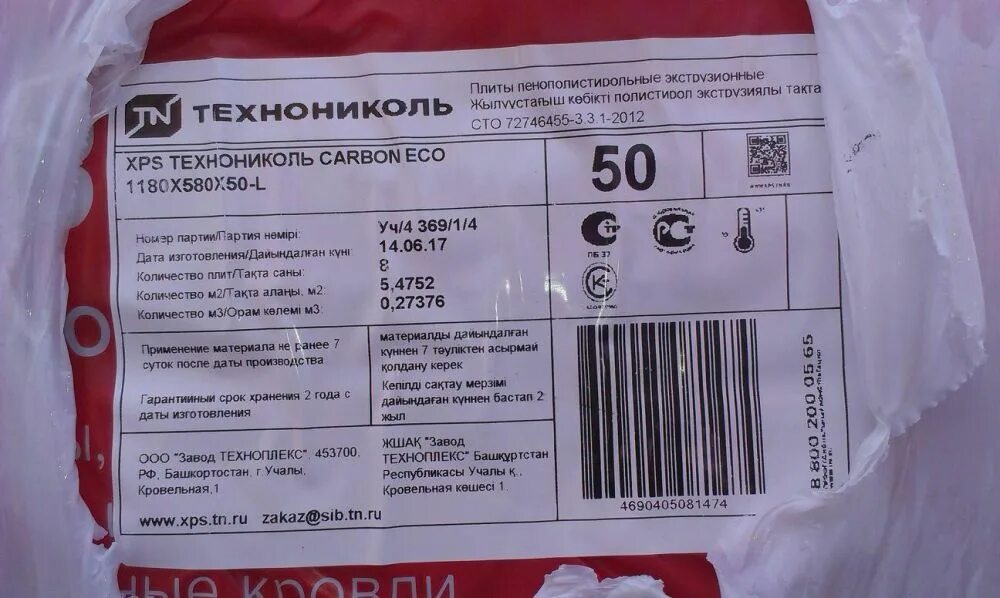 TN ТЕХНОНИКОЛЬ
Плиты пенополистирольные экструзионные
Жылуустағыш көбікті полистирол экструзиялы такта
СТО 72746455-3.3.1-2012
XPS ТЕХНОНИКОЛЬ CARBON ECO
1180X580X50-L
50
Номэр партии/Партия нөмірі:
Уч/4 369/1/4
Дата изготовления/Дайындалған күні
14.06.17
Количество плит/Тақта саны:
8
Количество м2/Тақта алаңы, м2:
5,4752
Количество м3/Орам көлемі м3:
0,27376
ПБ 37
Применение материала не ранее 7
суток после даты производства
Гарантийный срок хранения 2 года с
даты изготовления
материалды дайындалған
күннен 7 тәуліктен асырмай
қолдану керек
Кепілді сақтау мерзімі
дайындаған күннен бастап 2
жыл
ООО "Завод ТЕХНОПЛЕКС", 453700,
РФ, Башкортостан, г.Учалы,
Кровельная,1
ЖШАҚ "Завод
ТЕХНОПЛЕКС" Башқұртстан
Республикасы Учалы қ.,
Кровельная көшесі 1.
www.xps.tn.ru zakaz@sib.tn.ru
4690405081474
8 800 200 05 65
ные кровли